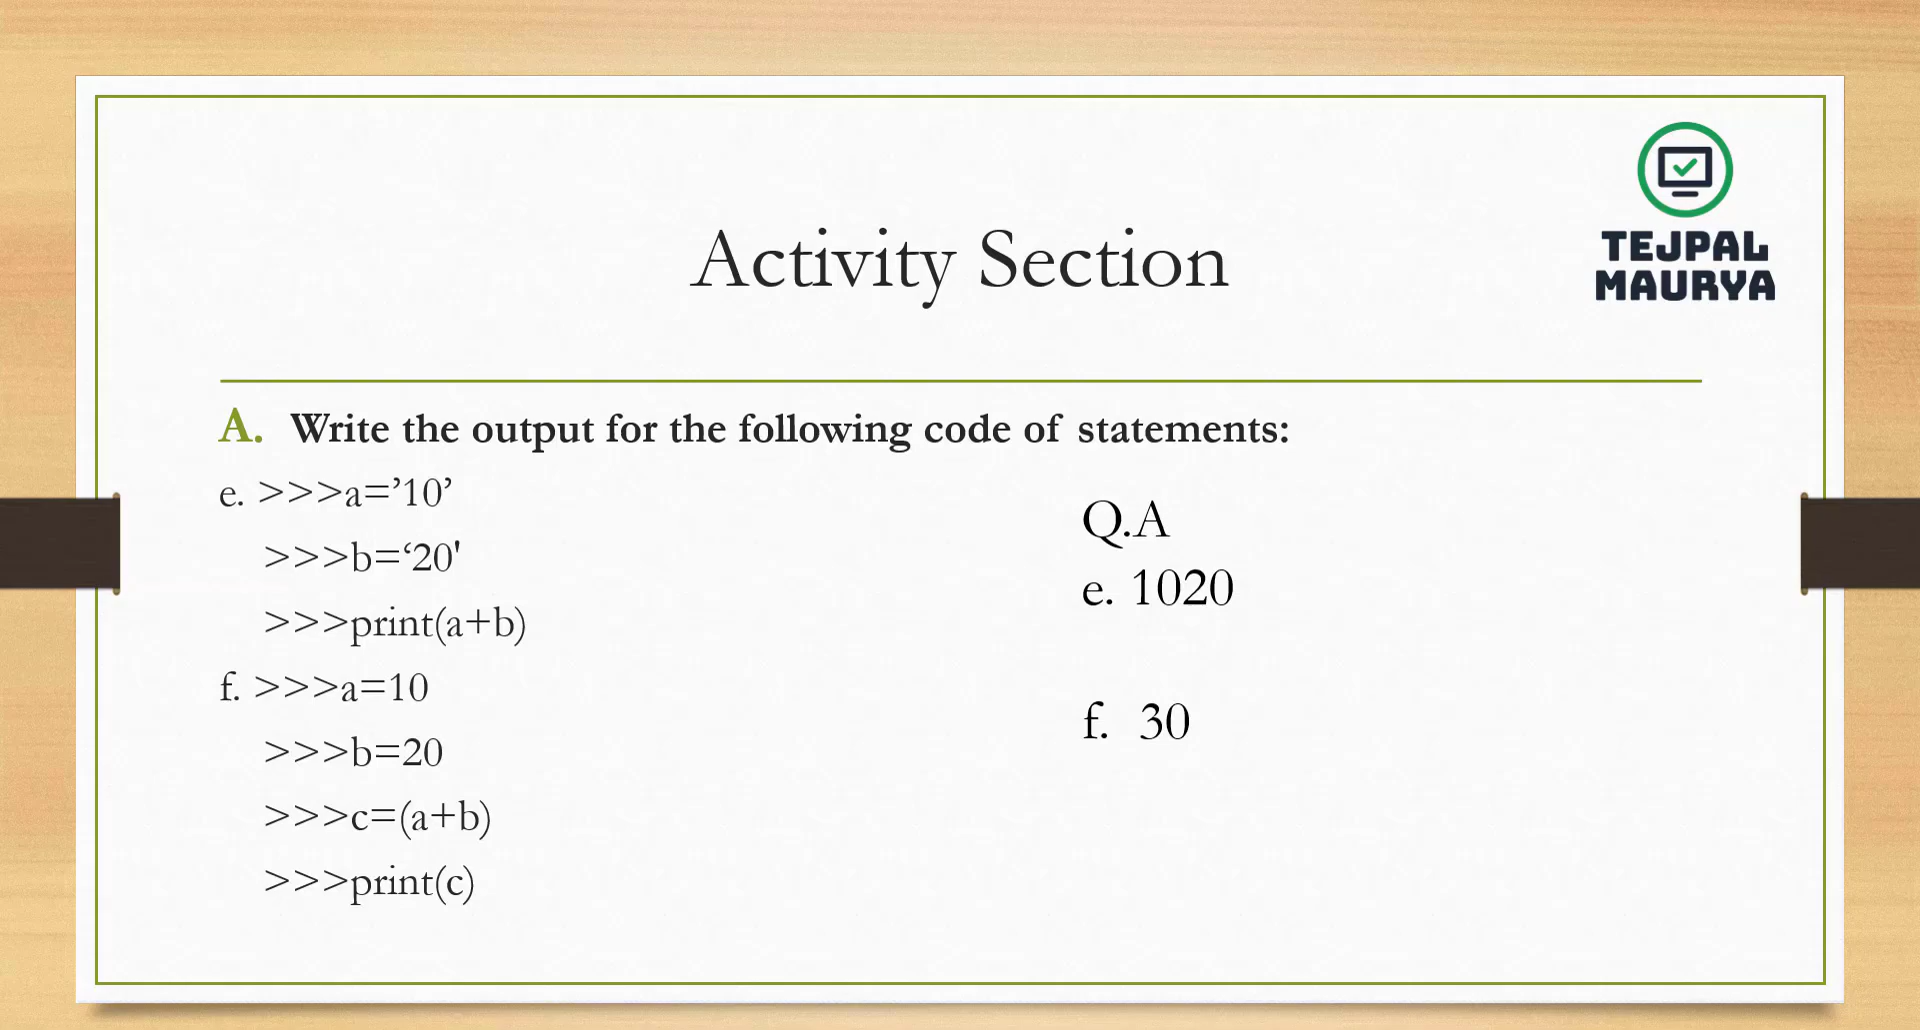 TEJPAL
MAURYA
Activity Section
A. Write the output for the following code of statements:
e. >>>a=’10’
>>>b=‘20'
>>>print(a+b)
f. >>>a=10
>>>b=20
>>>c=(a+b)
>>>print(c)
Q.A
e. 1020
f. 30